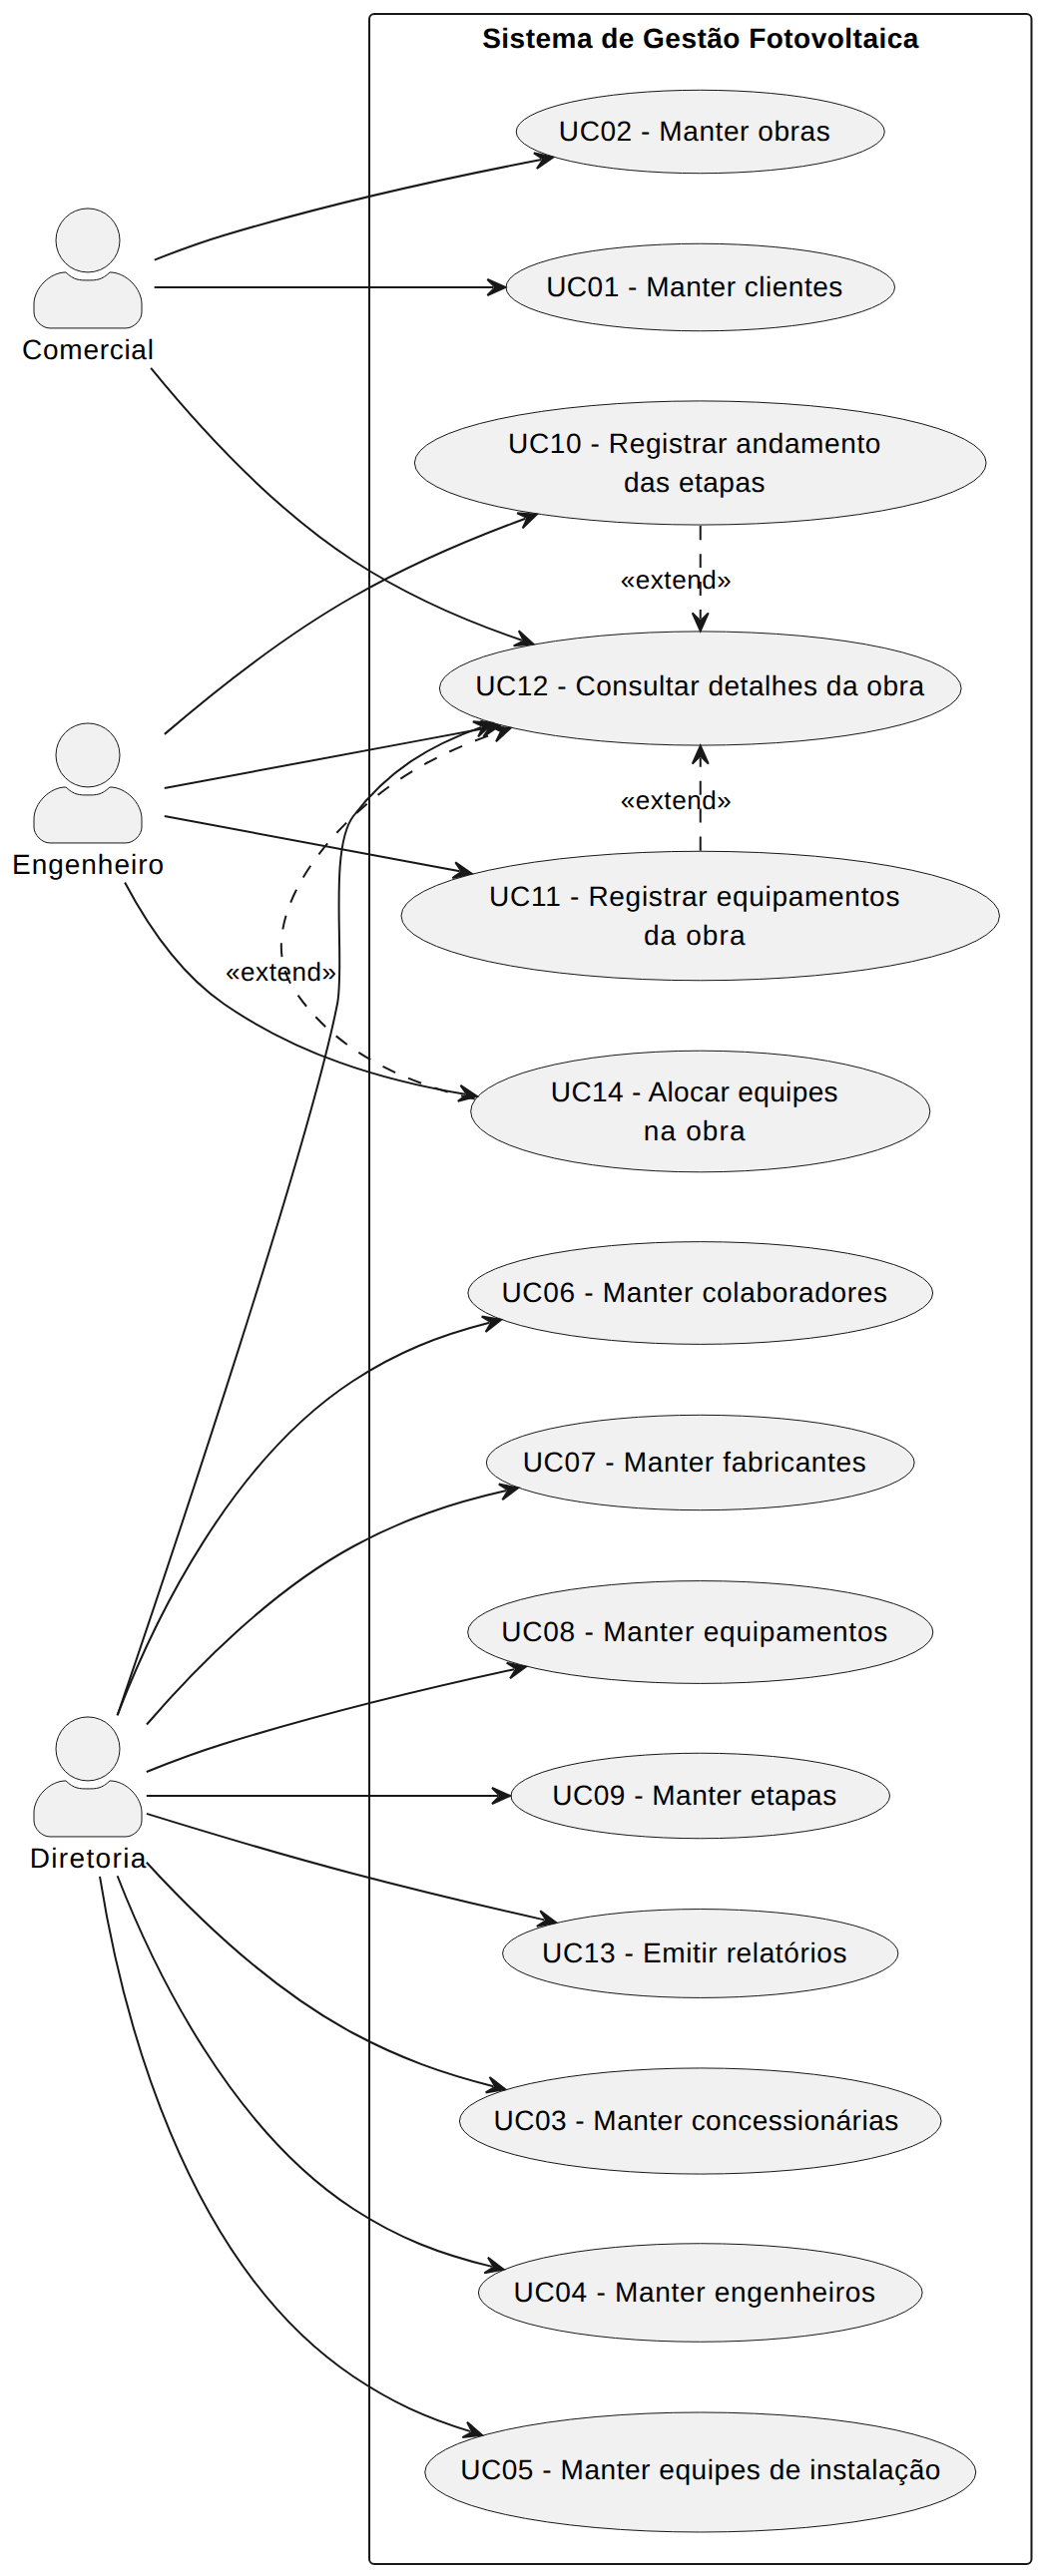 Sistema de Gestão Fotovoltaica
UC02 - Manter obras
UC01 - Manter clientes
Comercial
UC10 - Registrar andamento
das etapas
«extend»
UC12 - Consultar detalhes da obra
«extend»
Engenheiro
UC11 - Registrar equipamentos
da obra
«extend»
UC14 - Alocar equipes
na obra
UC06 - Manter colaboradores
UC07 - Manter fabricantes
UC08 - Manter equipamentos
UC09 - Manter etapas
Diretoria
UC13 - Emitir relatórios
UC03 - Manter concessionárias
UC04 - Manter engenheiros
UC05 - Manter equipes de instalação